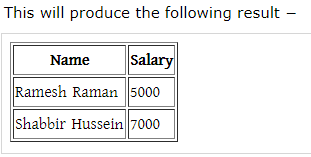 This will produce the following result −
Name Salary
Ramesh Raman 5000
Shabbir Hussein 7000